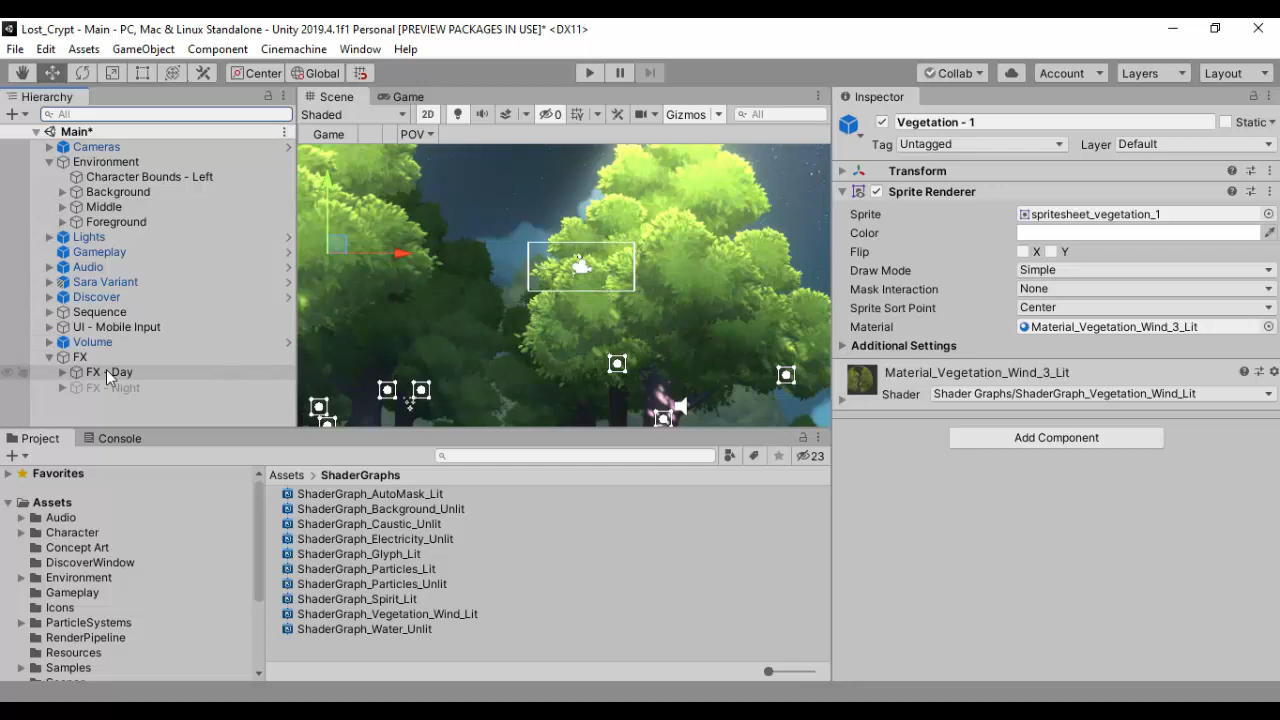 Lost_Crypt - Main - PC, Mac & Linux Standalone - Unity 2019.4.1f1 Personal [PREVIEW PACKAGES IN USE]* <DX11>
File Edit Assets GameObject Component Cinemachine Window Help
Center Global Collab Account Layers Layout
Hierarchy
All
Main*
Cameras
Environment
Character Bounds - Left
Background
Middle
Foreground
Lights
Gameplay
Audio
Sara Variant
Discover
Sequence
UI - Mobile Input
Volume
FX
FX - Day
FX - Night
Scene Game
Shaded 2D 0 Gizmos All
Game POV
Inspector
Vegetation - 1 Static
Tag Untagged Layer Default
Transform
Sprite Renderer
Sprite spritesheet_vegetation_1
Color
Flip X Y
Draw Mode Simple
Mask Interaction None
Sprite Sort Point Center
Material Material_Vegetation_Wind_3_Lit
Additional Settings
Material_Vegetation_Wind_3_Lit
Shader Shader Graphs/ShaderGraph_Vegetation_Wind_Lit
Add Component
Project Console
23
Favorites
Assets
Audio
Character
Concept Art
DiscoverWindow
Environment
Gameplay
Icons
ParticleSystems
RenderPipeline
Resources
Samples
Assets > ShaderGraphs
ShaderGraph_AutoMask_Lit
ShaderGraph_Background_Unlit
ShaderGraph_Caustic_Unlit
ShaderGraph_Electricity_Unlit
ShaderGraph_Glyph_Lit
ShaderGraph_Particles_Lit
ShaderGraph_Particles_Unlit
ShaderGraph_Spirit_Lit
ShaderGraph_Vegetation_Wind_Lit
ShaderGraph_Water_Unlit